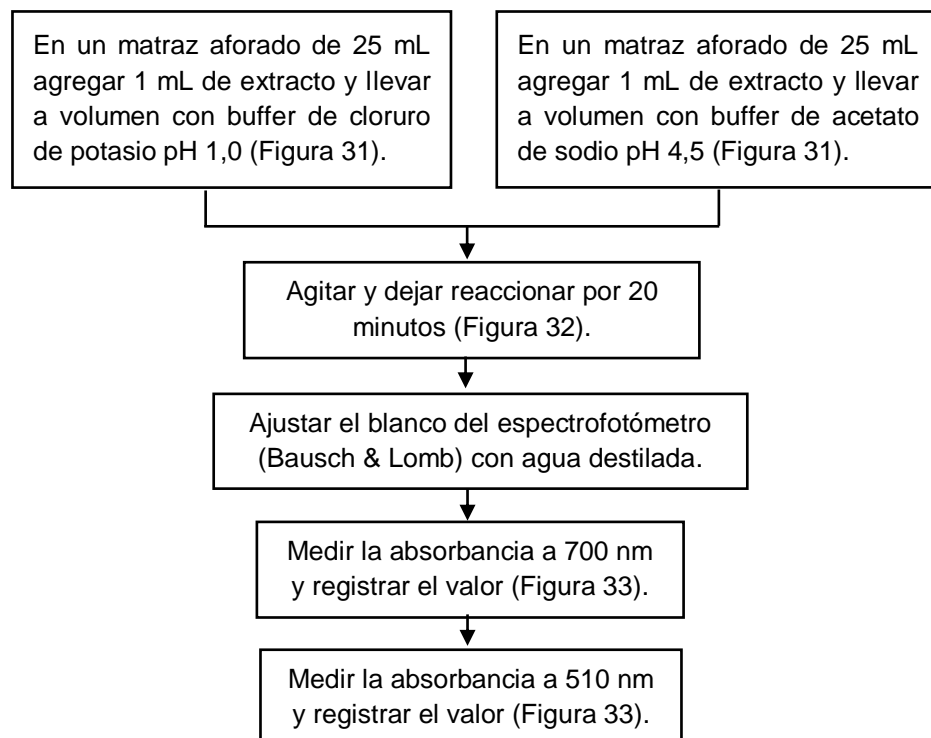 En un matraz aforado de 25 mL
agregar 1 mL de extracto y llevar
a volumen con buffer de cloruro
de potasio pH 1,0 (Figura 31).
En un matraz aforado de 25 mL
agregar 1 mL de extracto y llevar
a volumen con buffer de acetato
de sodio pH 4,5 (Figura 31).
Agitar y dejar reaccionar por 20
minutos (Figura 32).
Ajustar el blanco del espectrofotómetro
(Bausch & Lomb) con agua destilada.
Medir la absorbancia a 700 nm
y registrar el valor (Figura 33).
Medir la absorbancia a 510 nm
y registrar el valor (Figura 33).